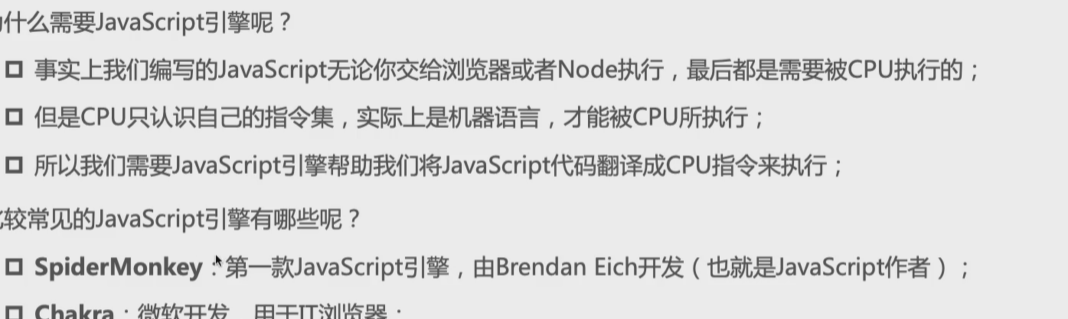 什么需要JavaScript引擎呢？
事实上我们编写的JavaScript无论你交给浏览器或者Node执行，最后都是需要被CPU执行的；
但是CPU只认识自己的指令集，实际上是机器语言，才能被CPU所执行；
所以我们需要JavaScript引擎帮助我们将JavaScript代码翻译成CPU指令来执行；
较常见的JavaScript引擎有哪些呢？
SpiderMonkey：第一款JavaScript引擎，由Brendan Eich开发（也就是JavaScript作者）；
Chakra：微软开发，用于IT浏览器；